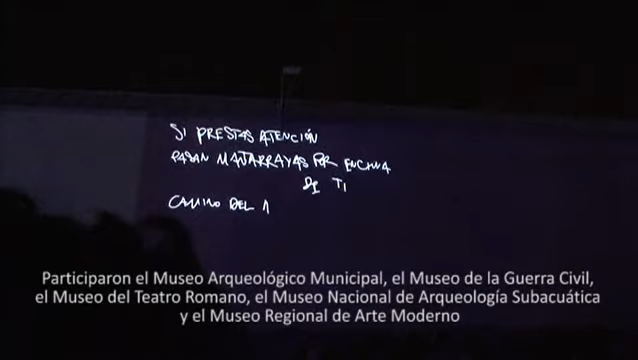 SI PRESTAS ATENCIÓN
PASAN MANTARRAYAS POR ENCIMA
DE TI
CAMINO DEL
Participaron el Museo Arqueológico Municipal, el Museo de la Guerra Civil,
el Museo del Teatro Romano, el Museo Nacional de Arqueología Subacuática
y el Museo Regional de Arte Moderno